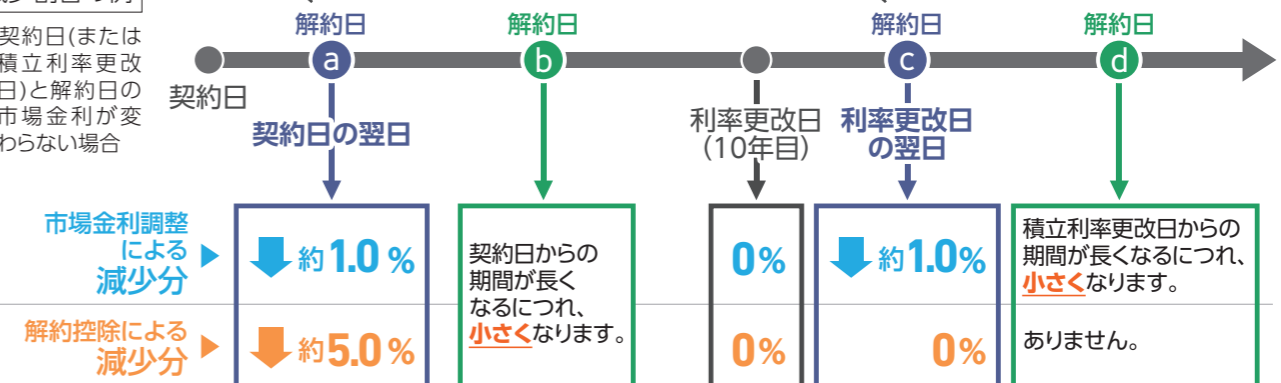 契約日(または
積立利率更改
日)と解約日の
市場金利が変
わらない場合
解約日
解約日
解約日
解約日
a
b
c
d
契約日
契約日の翌日
利率更改日
(10年目)
利率更改日
の翌日
市場金利調整
による
減少分
約1.0%
契約日からの
期間が長く
なるにつれ、
小さくなります。
0%
約1.0%
積立利率更改日からの
期間が長くなるにつれ、
小さくなります。
解約控除による
減少分
約5.0%
0%
0%
ありません。